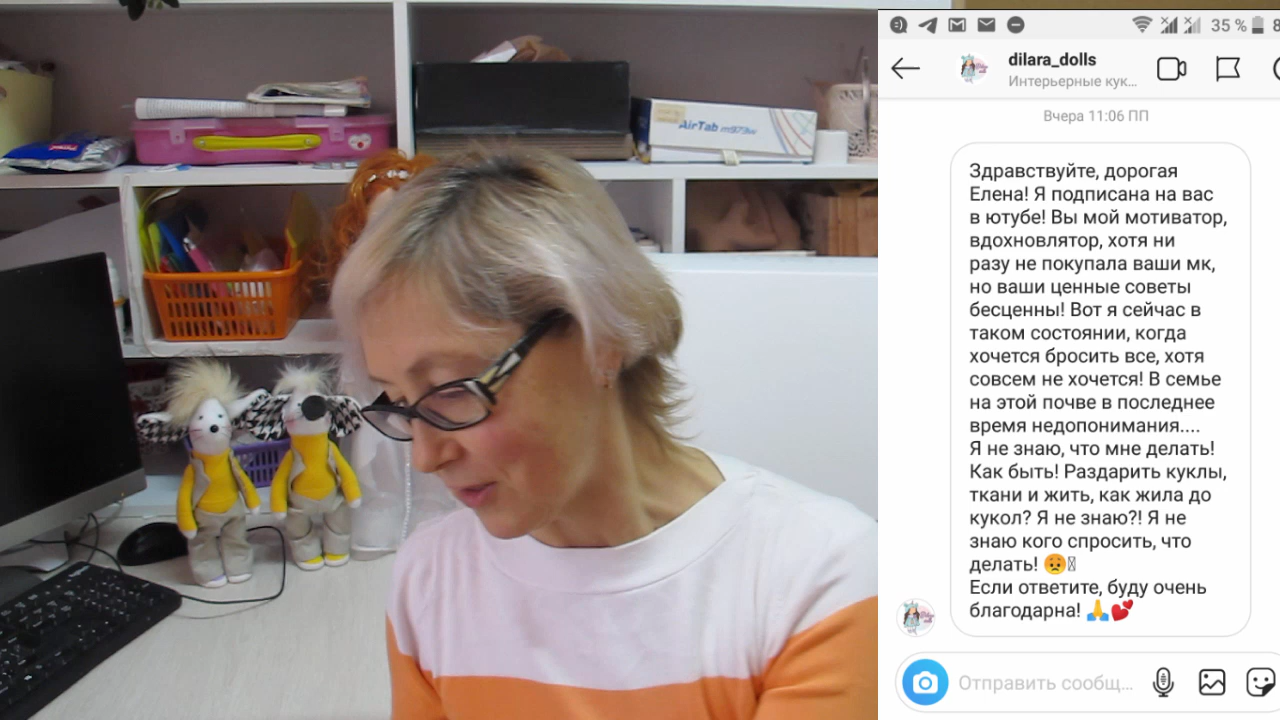 AirTab m973w
35 %
dilara_dolls
Интерьерные кук...
Вчера 11:06 ПП
Здравствуйте, дорогая
Елена! Я подписана на вас
в ютубе! Вы мой мотиватор,
вдохновлятор, хотя ни
разу не покупала ваши мк,
но ваши ценные советы
бесценны! Вот я сейчас в
таком состоянии, когда
хочется бросить все, хотя
совсем не хочется! В семье
на этой почве в последнее
время недопонимания....
Я не знаю, что мне делать!
Как быть! Раздарить куклы,
ткани и жить, как жила до
кукол? Я не знаю?! Я не
знаю кого спросить, что
делать! 😟
Если ответите, буду очень
благодарна! 🙏💕
Отправить сообщ...